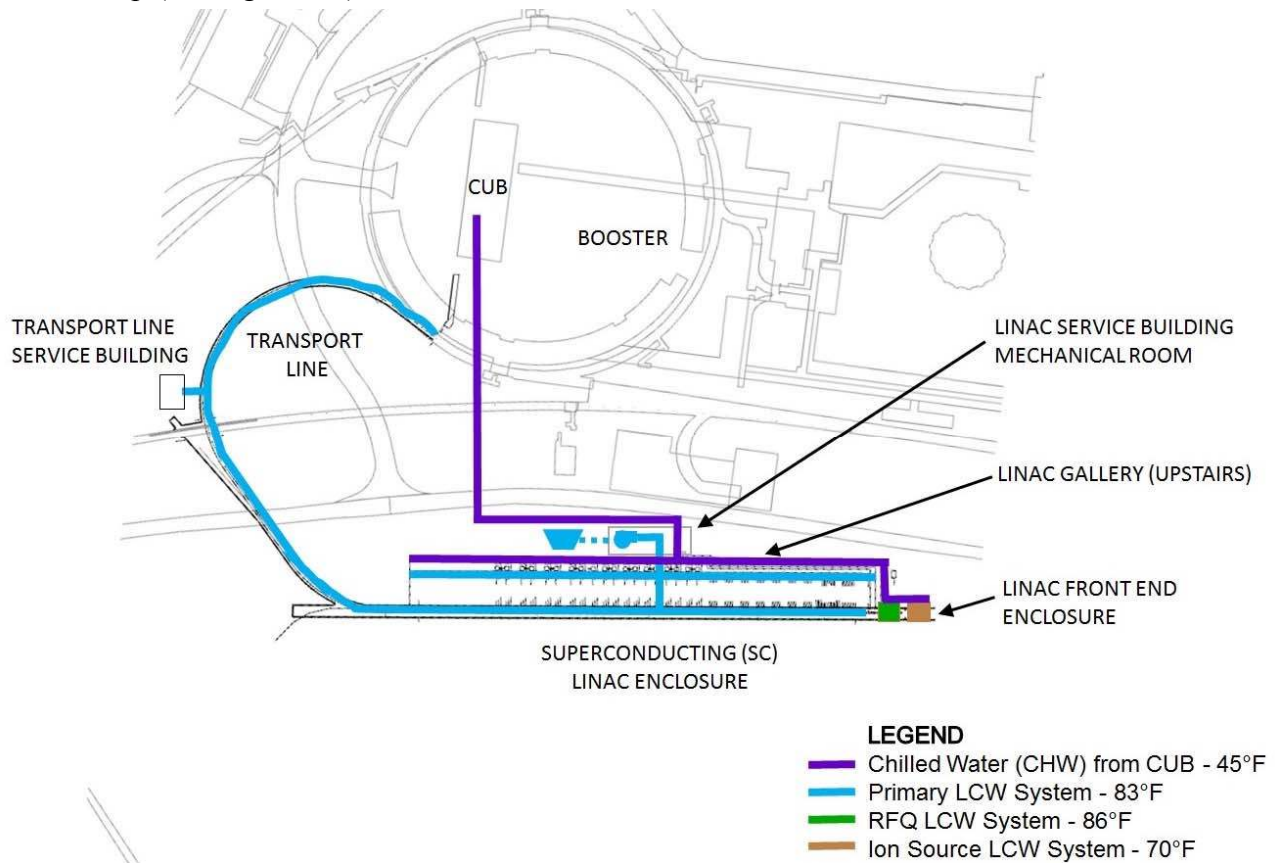 CUB
BOOSTER
TRANSPORT LINE
SERVICE BUILDING
TRANSPORT
LINE
LINAC SERVICE BUILDING
MECHANICAL ROOM
LINAC GALLERY (UPSTAIRS)
LINAC FRONT END
ENCLOSURE
SUPERCONDUCTING (SC)
LINAC ENCLOSURE
LEGEND
Chilled Water (CHW) from CUB - 45°F
Primary LCW System - 83°F
RFQ LCW System - 86°F
Ion Source LCW System - 70°F